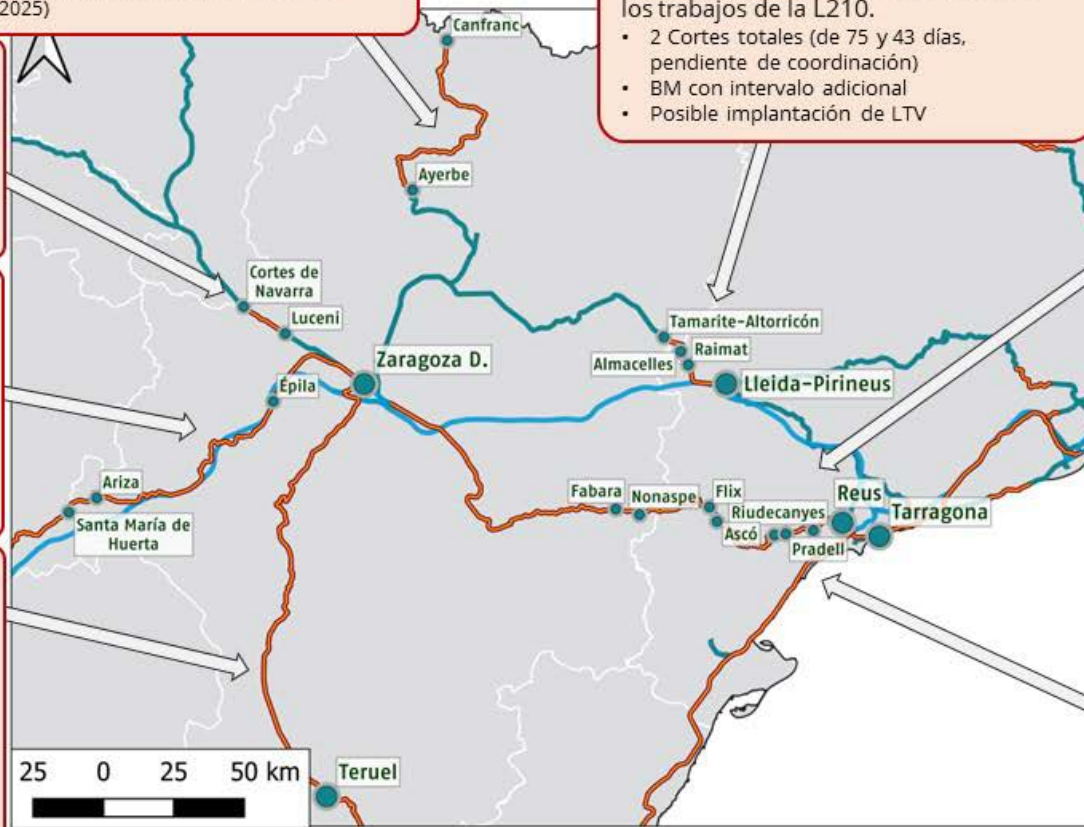 2025)
los trabajos de la L210.
• 2 Cortes totales (de 75 y 43 días,
pendiente de coordinación)
• BM con intervalo adicional
• Posible implantación de LTV
Canfranc
Ayerbe
Cortes de
Navarra
Luceni
Tamarite-Altorricón
Raimat
Almacelles
Zaragoza D.
Lleida-Pirineus
Épila
Ariza
Santa María de
Huerta
Fabara
Nonaspe
Flix
Riudecanyes
Ascó
Pradell
Reus
Tarragona
Teruel
25 0 25 50 km